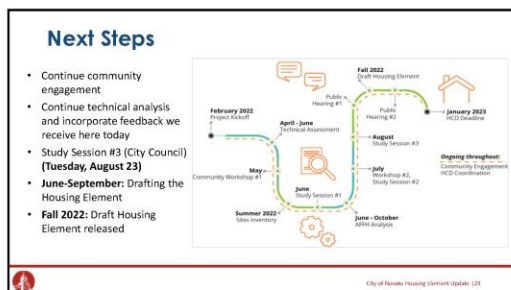 Next Steps
• Continue community
engagement
• Continue technical analysis
and incorporate feedback we
receive here today
• Study Session #3 (City Council)
(Tuesday, August 23)
• June-September: Drafting the
Housing Element
• Fall 2022: Draft Housing
Element released
February 2022
Project Kickoff
April - June
Technical Assessment
May
Community Workshop #1
Summer 2022
Sites Inventory
June
Study Session #1
June - October
AFFH Analysis
July
Workshop #2,
Study Session #2
August
Study Session #3
Public
Hearing #1
Fall 2022
Draft Housing Element
Public
Hearing #2
January 2023
HCD Deadline
Ongoing throughout:
Community Engagement
HCD Coordination
City of Novato Housing Element Update |29